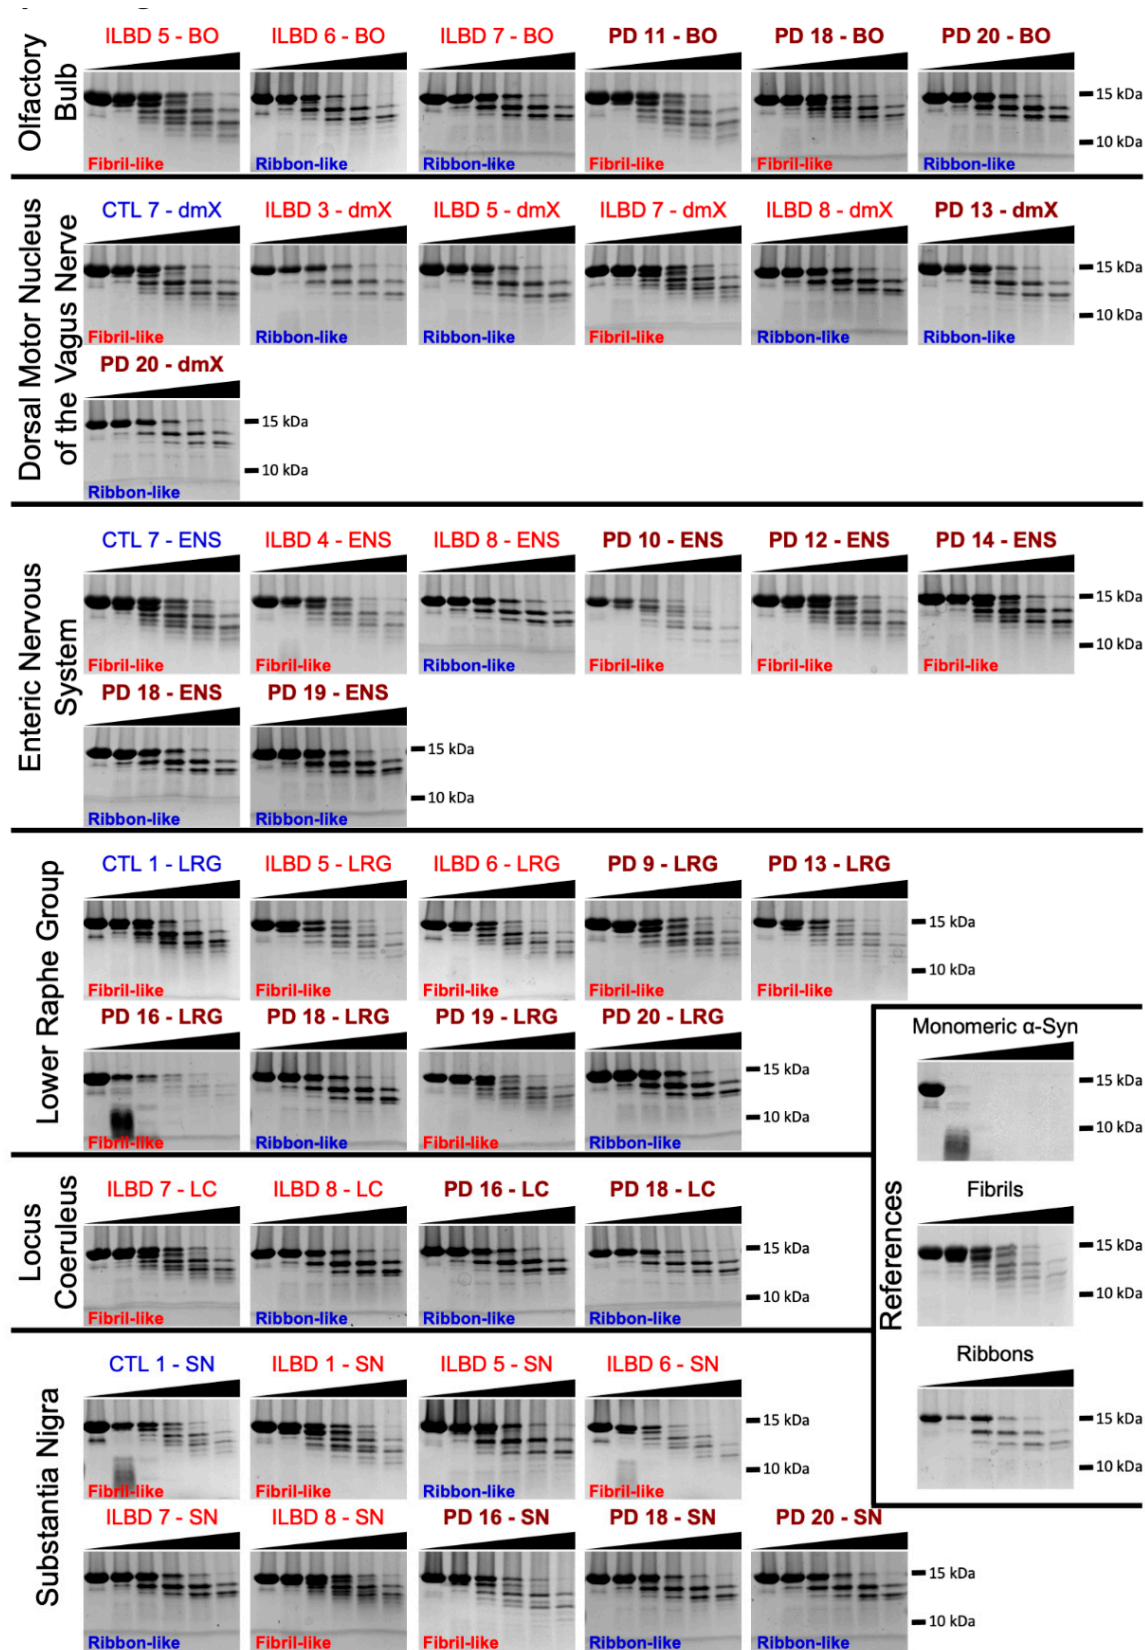 Olfactory
Bulb
ILBD 5 - BO
ILBD 6 - BO
ILBD 7 - BO
PD 11 - BO
PD 18 - BO
PD 20 - BO
15 kDa
10 kDa
Fibril-like
Ribbon-like
Ribbon-like
Fibril-like
Fibril-like
Ribbon-like
Dorsal Motor Nucleus
of the Vagus Nerve
CTL 7 - dmX
ILBD 3 - dmX
ILBD 5 - dmX
ILBD 7 - dmX
ILBD 8 - dmX
PD 13 - dmX
15 kDa
10 kDa
Fibril-like
Ribbon-like
Ribbon-like
Fibril-like
Ribbon-like
Ribbon-like
PD 20 - dmX
15 kDa
10 kDa
Ribbon-like
Enteric Nervous
System
CTL 7 - ENS
ILBD 4 - ENS
ILBD 8 - ENS
PD 10 - ENS
PD 12 - ENS
PD 14 - ENS
15 kDa
10 kDa
Fibril-like
Fibril-like
Ribbon-like
Fibril-like
Fibril-like
Fibril-like
PD 18 - ENS
PD 19 - ENS
15 kDa
10 kDa
Ribbon-like
Ribbon-like
Lower Raphe Group
CTL 1 - LRG
ILBD 5 - LRG
ILBD 6 - LRG
PD 9 - LRG
PD 13 - LRG
15 kDa
10 kDa
Fibril-like
Fibril-like
Fibril-like
Fibril-like
Fibril-like
PD 16 - LRG
PD 18 - LRG
PD 19 - LRG
PD 20 - LRG
15 kDa
10 kDa
Fibril-like
Ribbon-like
Fibril-like
Ribbon-like
Locus
Coeruleus
ILBD 7 - LC
ILBD 8 - LC
PD 16 - LC
PD 18 - LC
15 kDa
10 kDa
Fibril-like
Ribbon-like
Ribbon-like
Ribbon-like
Substantia Nigra
CTL 1 - SN
ILBD 1 - SN
ILBD 5 - SN
ILBD 6 - SN
15 kDa
10 kDa
Fibril-like
Fibril-like
Ribbon-like
Fibril-like
ILBD 7 - SN
ILBD 8 - SN
PD 16 - SN
PD 18 - SN
PD 20 - SN
15 kDa
10 kDa
Ribbon-like
Fibril-like
Fibril-like
Ribbon-like
Ribbon-like
References
Monomeric α-Syn
15 kDa
10 kDa
Fibrils
15 kDa
10 kDa
Ribbons
15 kDa
10 kDa